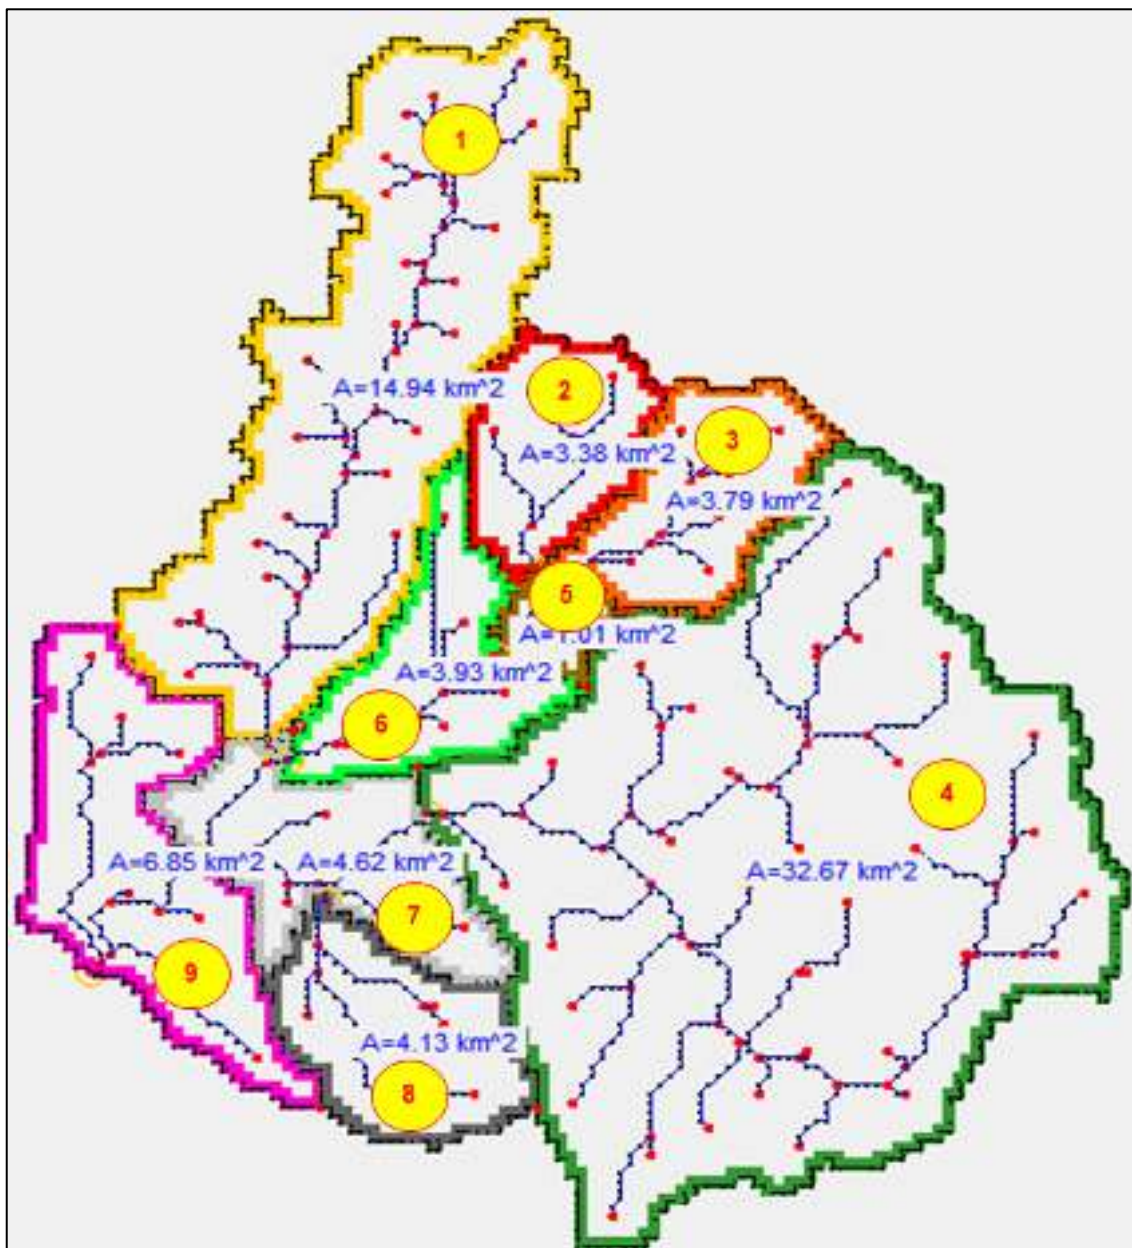 1
A=14.94 km^2
2
3
A=3.38 km^2
A=3.79 km^2
5
A=1.01 km^2
A=3.93 km^2
6
4
A=6.85 km^2
A=4.62 km^2
A=32.67 km^2
7
9
A=4.13 km^2
8